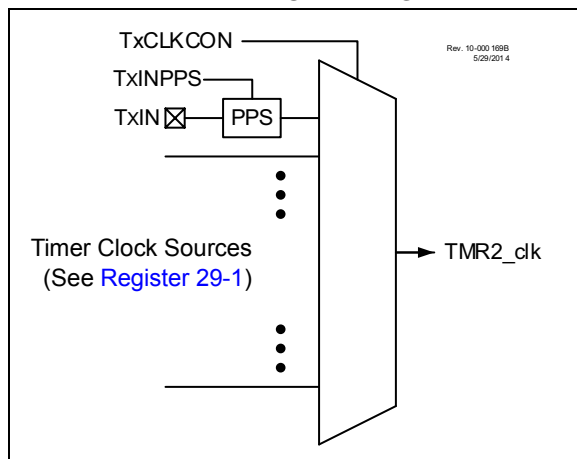 TxCLKCON
Rev. 10-000 169B
5/29/2014
TxINPPS
TxIN
PPS
Timer Clock Sources
(See Register 29-1)
TMR2_clk